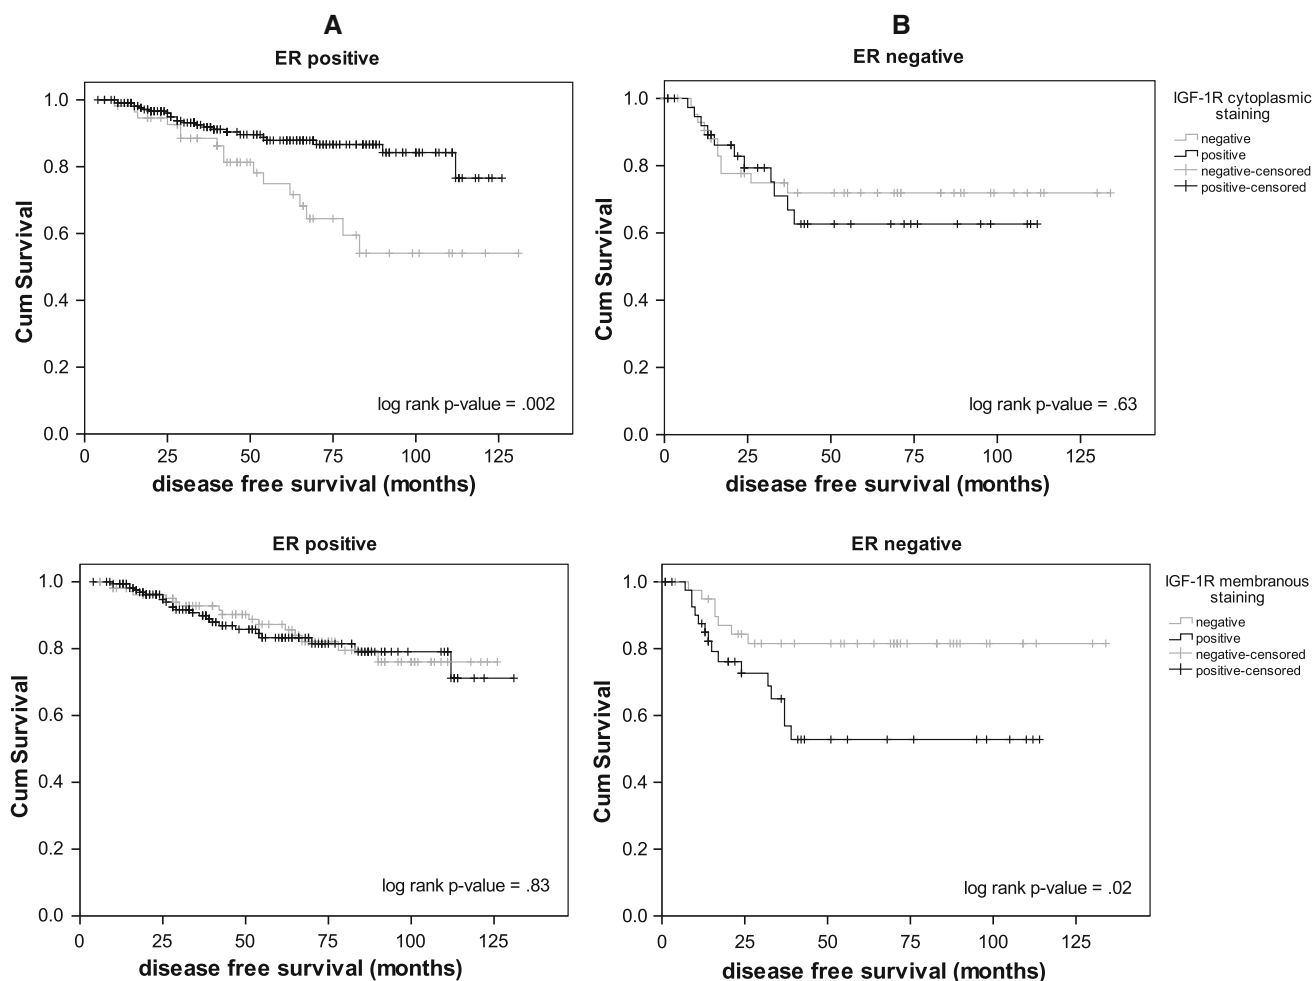 A
B
ER positive
ER negative
1.0
0.8
0.6
0.4
0.2
0.0
Cum Survival
0
25
50
75
100
125
disease free survival (months)
log rank p-value = .002
1.0
0.8
0.6
0.4
0.2
0.0
Cum Survival
0
25
50
75
100
125
disease free survival (months)
log rank p-value = .63
IGF-1R cytoplasmic
staining
negative
positive
negative-censored
positive-censored
ER positive
ER negative
1.0
0.8
0.6
0.4
0.2
0.0
Cum Survival
0
25
50
75
100
125
disease free survival (months)
log rank p-value = .83
1.0
0.8
0.6
0.4
0.2
0.0
Cum Survival
0
25
50
75
100
125
disease free survival (months)
log rank p-value = .02
IGF-1R membranous
staining
negative
positive
negative-censored
positive-censored